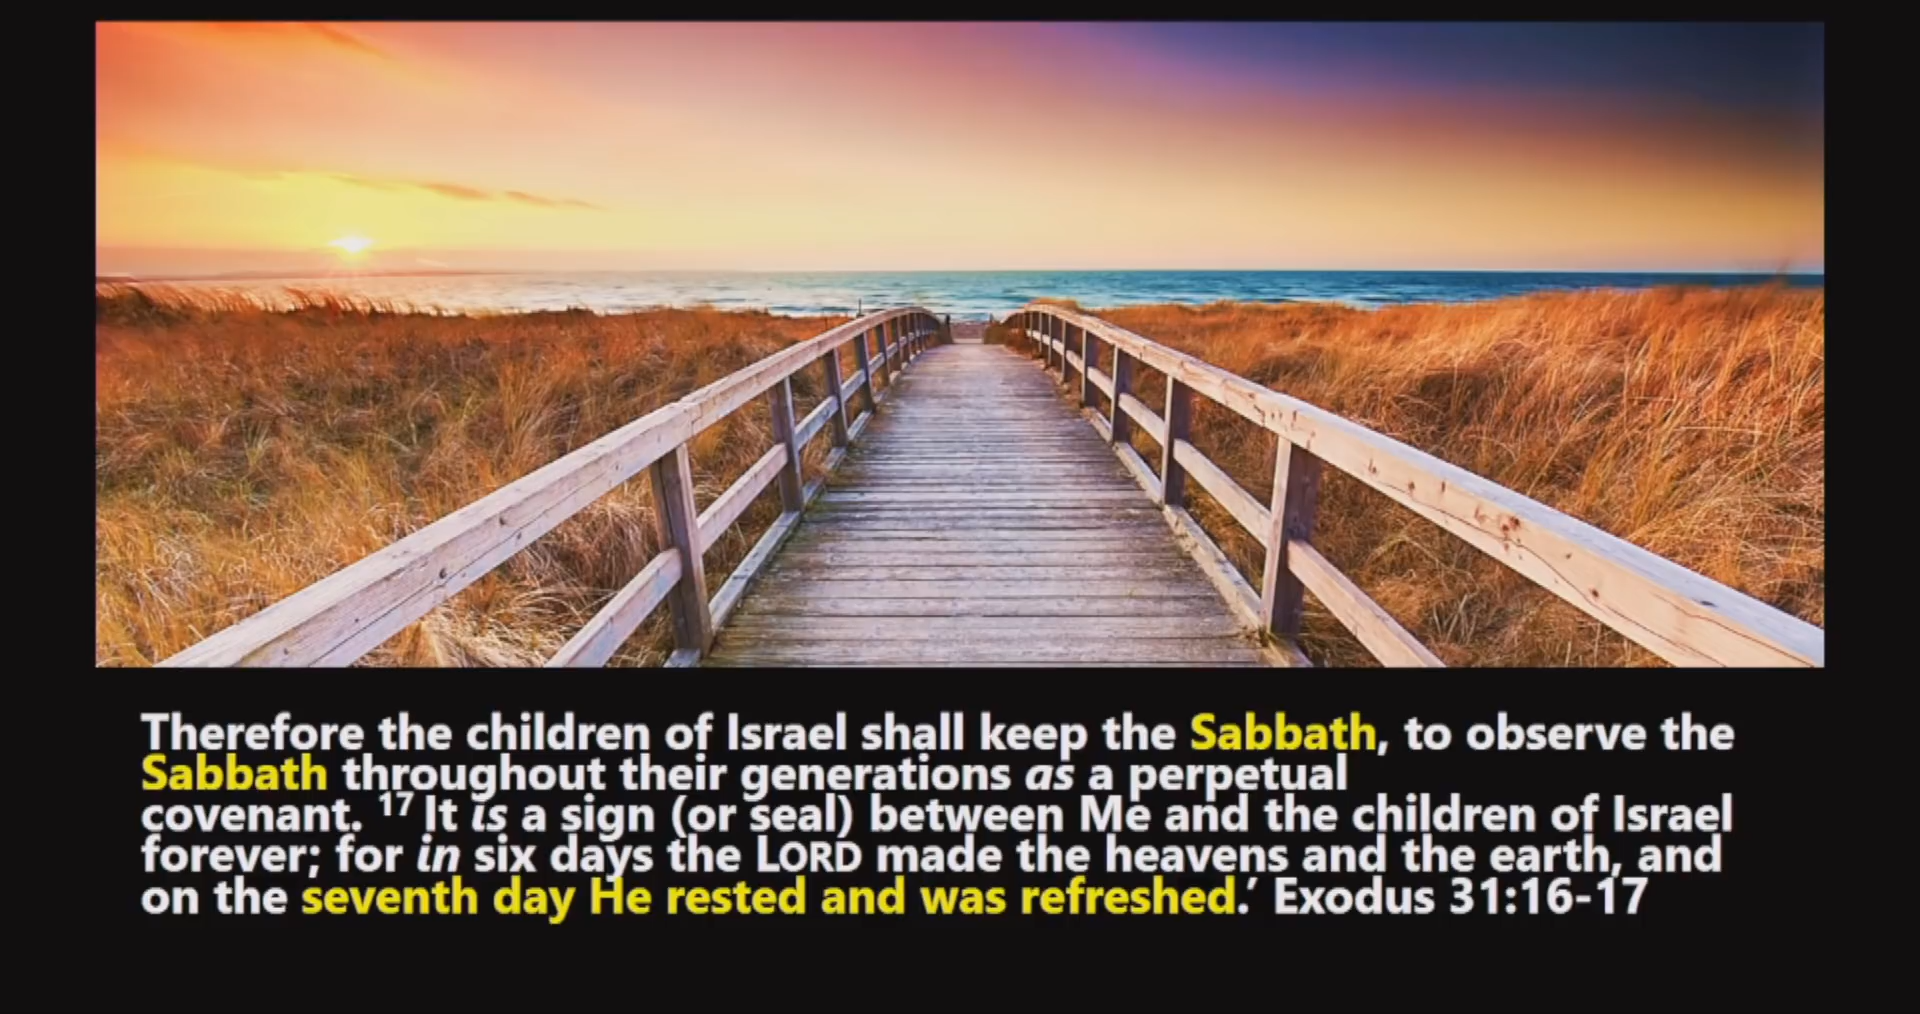 Therefore the children of Israel shall keep the Sabbath, to observe the
Sabbath throughout their generations as a perpetual
covenant. 17 It is a sign (or seal) between Me and the children of Israel
forever; for in six days the LORD made the heavens and the earth, and
on the seventh day He rested and was refreshed.’ Exodus 31:16-17